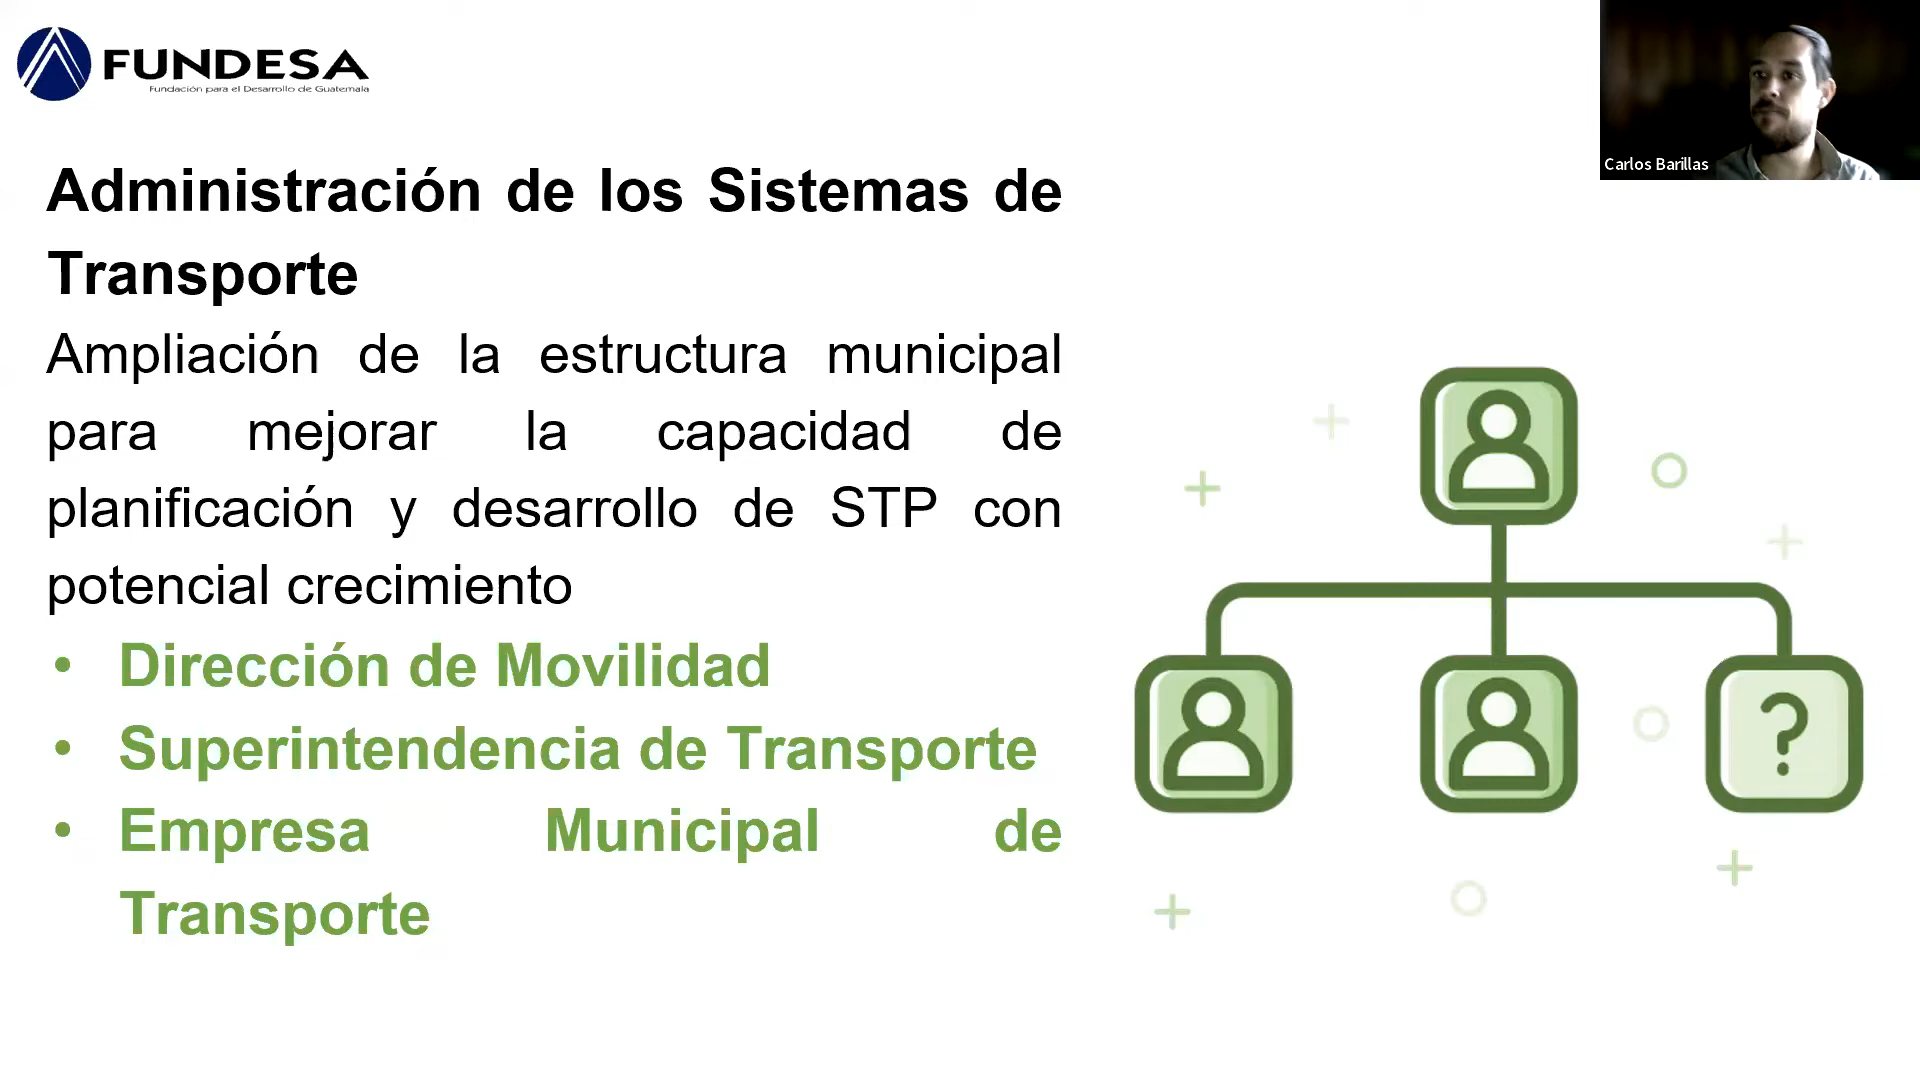 FUNDESA
Fundación para el Desarrollo de Guatemala
Carlos Barillas
Administración de los Sistemas de
Transporte
Ampliación de la estructura municipal
para mejorar la capacidad de
planificación y desarrollo de STP con
potencial crecimiento
• Dirección de Movilidad
• Superintendencia de Transporte
• Empresa Municipal de
Transporte
?